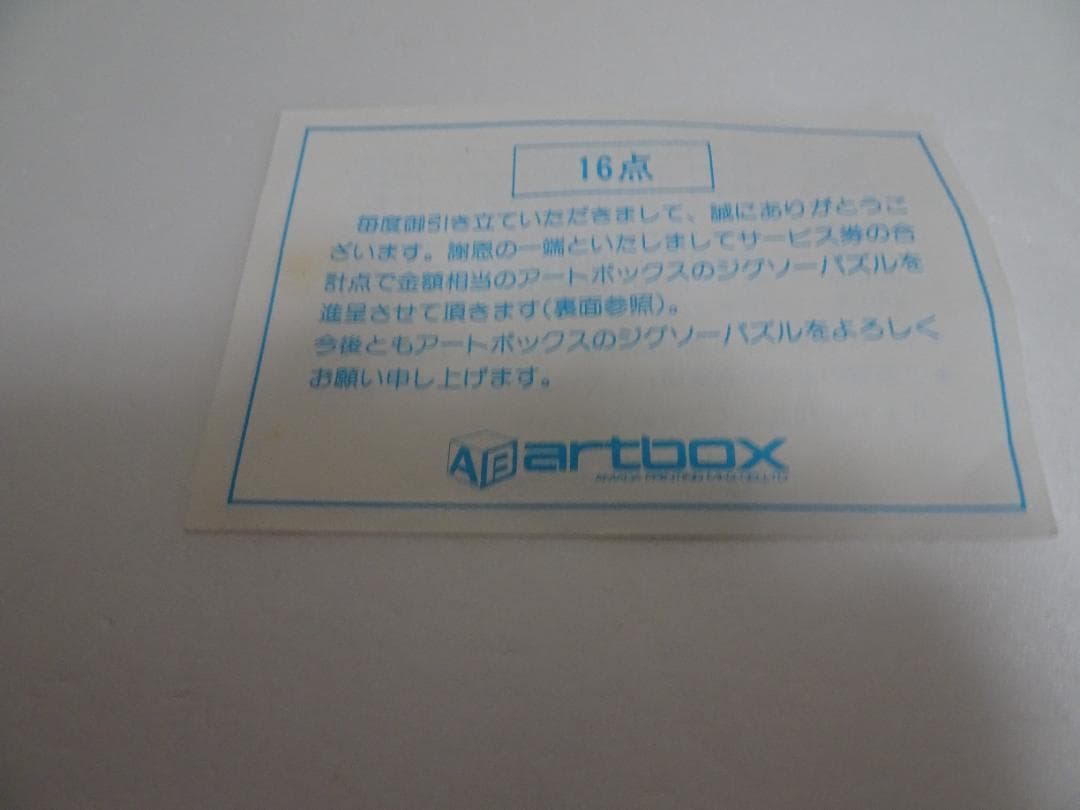 16点
毎度御引き立ていただきまして、誠にありがとうご
ざいます。謝恩の一端といたしましてサービス券の合
計点で金額相当のアートボックスのジグソーパズルを
進呈させて頂きます(裏面参照)。
今後ともアートボックスのジグソーパズルをよろしく
お願い申し上げます。
AE artbox